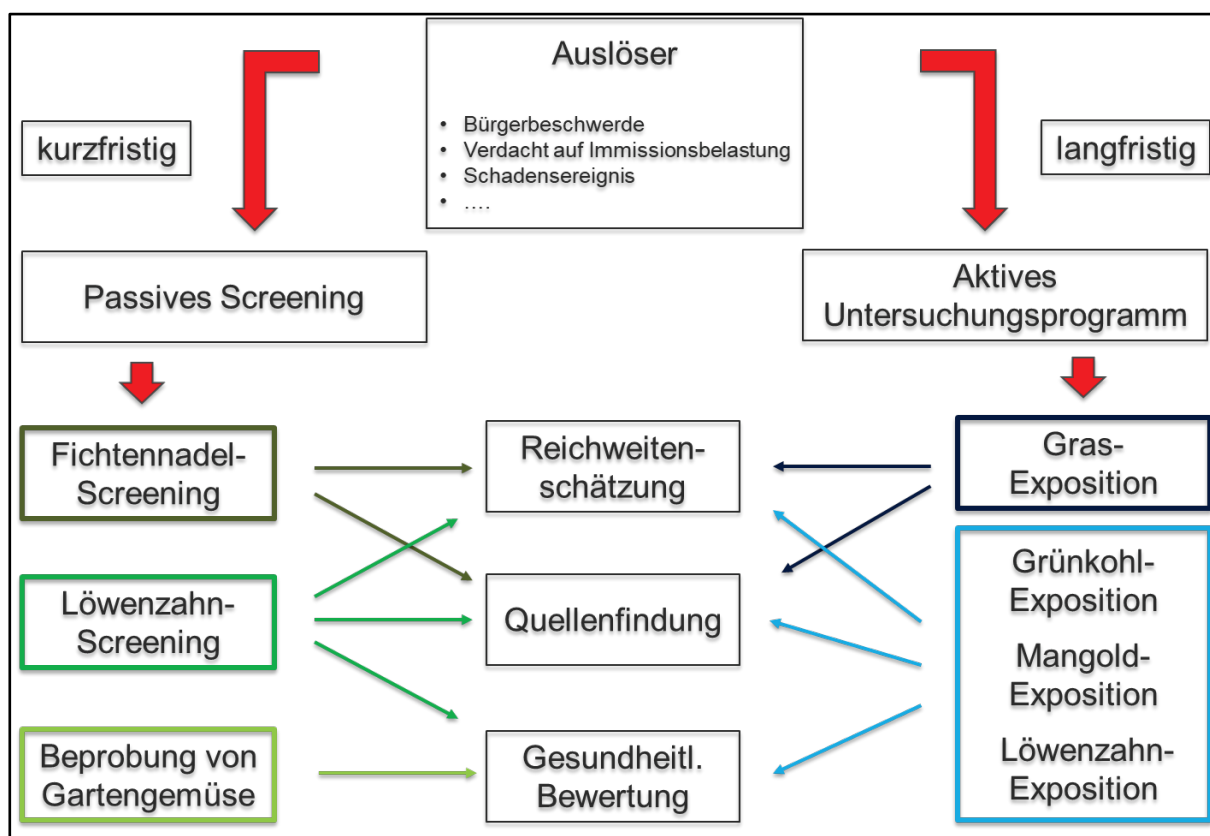 Auslöser
• Bürgerbeschwerde
• Verdacht auf Immissionsbelastung
• Schadensereignis
• ....
kurzfristig
langfristig
Passives Screening
Aktives
Untersuchungsprogramm
Fichtennadel-
Screening
Reichweiten-
schätzung
Gras-
Exposition
Löwenzahn-
Screening
Quellenfindung
Grünkohl-
Exposition
Mangold-
Exposition
Löwenzahn-
Exposition
Beprobung von
Gartengemüse
Gesundheitl.
Bewertung